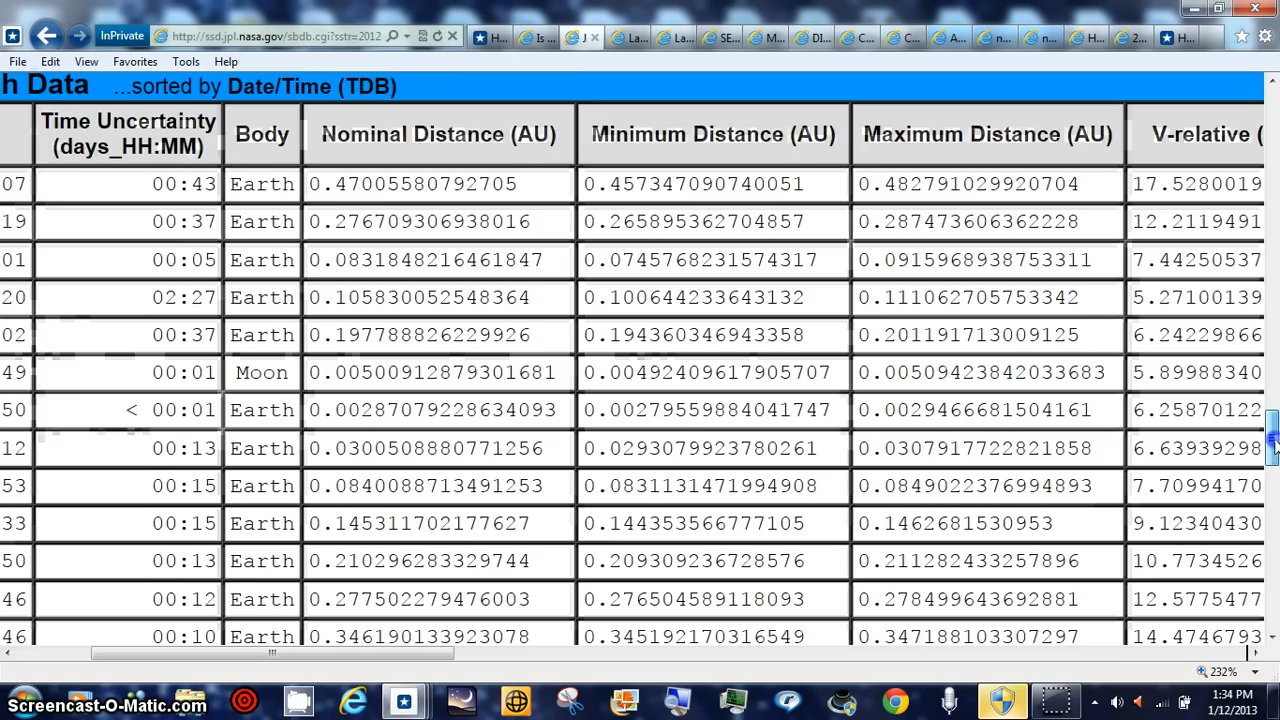 InPrivate http://ssd.jpl.nasa.gov/sbdb.cgi?sstr=2012 H... Is J La.. La.. SE.. M.. DI.. C... C... A... n... n... H... 2... H...
File Edit View Favorites Tools Help
h Data ...sorted by Date/Time (TDB)
Time Uncertainty (days_HH:MM) Body Nominal Distance (AU) Minimum Distance (AU) Maximum Distance (AU) V-relative (
07 00:43 Earth 0.47005580792705 0.457347090740051 0.482791029920704 17.5280019
19 00:37 Earth 0.276709306938016 0.265895362704857 0.287473606362228 12.2119491
01 00:05 Earth 0.0831848216461847 0.0745768231574317 0.0915968938753311 7.44250537
20 02:27 Earth 0.105830052548364 0.100644233643132 0.111062705753342 5.27100139
02 00:37 Earth 0.197788826229926 0.194360346943358 0.201191713009125 6.24229866
49 00:01 Moon 0.00500912879301681 0.00492409617905707 0.00509423842033683 5.89988340
50 < 00:01 Earth 0.00287079228634093 0.00279559884041747 0.0029466681504161 6.25870122
12 00:13 Earth 0.0300508880771256 0.0293079923780261 0.0307917722821858 6.63939298
53 00:15 Earth 0.0840088713491253 0.0831131471994908 0.0849022376994893 7.70994170
33 00:15 Earth 0.145311702177627 0.144353566777105 0.1462681530953 9.12340430
50 00:13 Earth 0.210296283329744 0.209309236728576 0.211282433257896 10.7734526
46 00:12 Earth 0.277502279476003 0.276504589118093 0.278499643692881 12.5775477
46 00:10 Earth 0.346190133923078 0.345192170316549 0.347188103307297 14.4746793
232%
Screencast-O-Matic.com 1:34 PM
1/12/2013